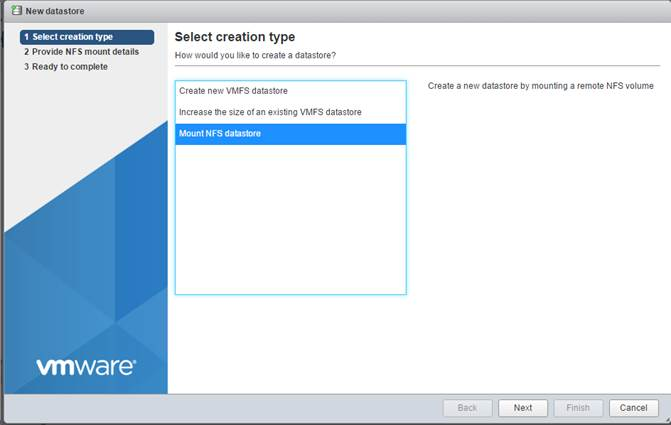 New datastore
1 Select creation type
2 Provide NFS mount details
3 Ready to complete
Select creation type
How would you like to create a datastore?
Create new VMFS datastore
Increase the size of an existing VMFS datastore
Mount NFS datastore
Create a new datastore by mounting a remote NFS volume
vmware®
Back
Next
Finish
Cancel